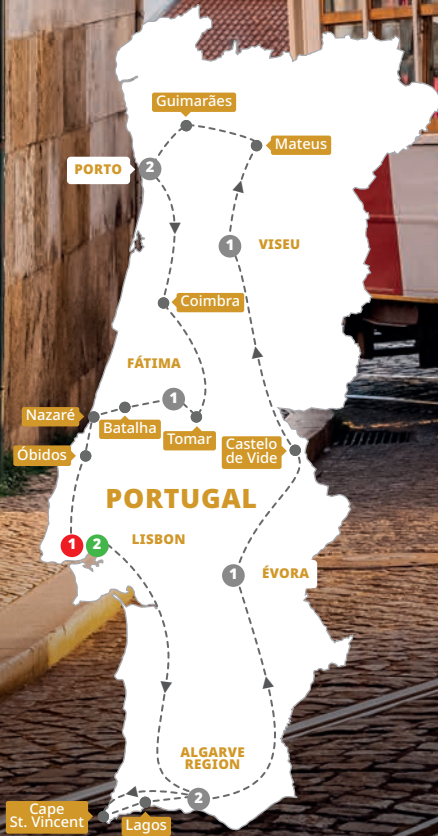 Guimarães
Mateus
PORTO
2
1
VISEU
Coimbra
FÁTIMA
1
Nazaré
Batalha
Tomar
Óbidos
Castelo
de Vide
PORTUGAL
LISBON
1
2
1
ÉVORA
ALGARVE
REGION
2
Cape
St. Vincent
Lagos